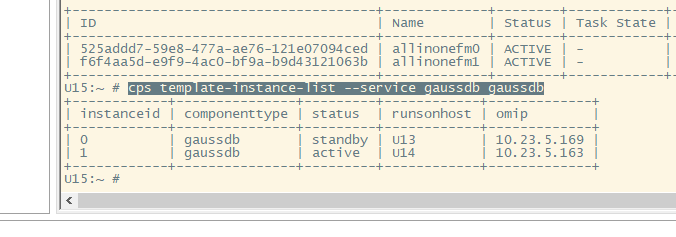 | ID | Name | Status | Task State |
| 525addd7-59e8-477a-ae76-121e07094ced | allinonefm0 | ACTIVE | - |
| f6f4aa5d-e9f9-4ac0-bf9a-b9d43121063b | allinonefm1 | ACTIVE | - |
U15:~ # cps template-instance-list --service gaussdb gaussdb
| instanceid | componenttype | status | runsonhost | omip |
| 0 | gaussdb | standby | U13 | 10.23.5.169 |
| 1 | gaussdb | active | U14 | 10.23.5.163 |
U15:~ #